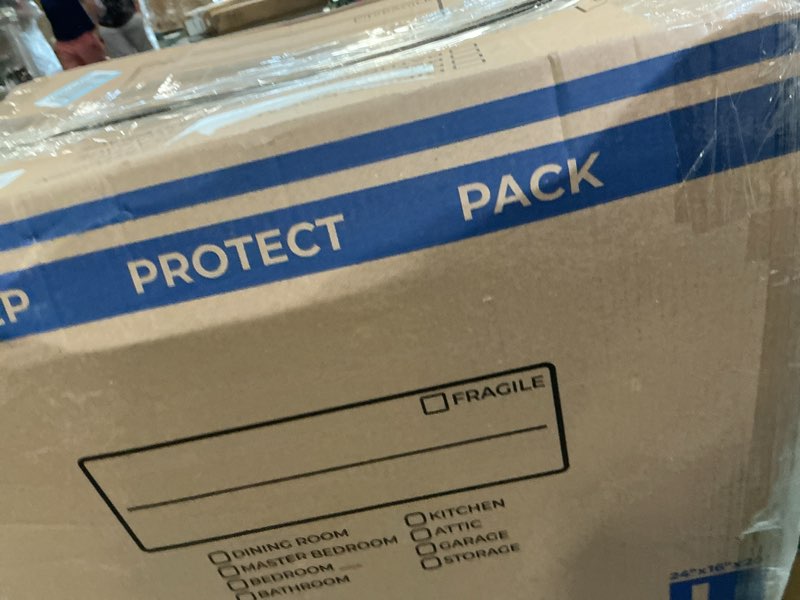 PROTECT PACK
FRAGILE
DINING ROOM
MASTER BEDROOM
BEDROOM
BATHROOM
KITCHEN
ATTIC
GARAGE
STORAGE